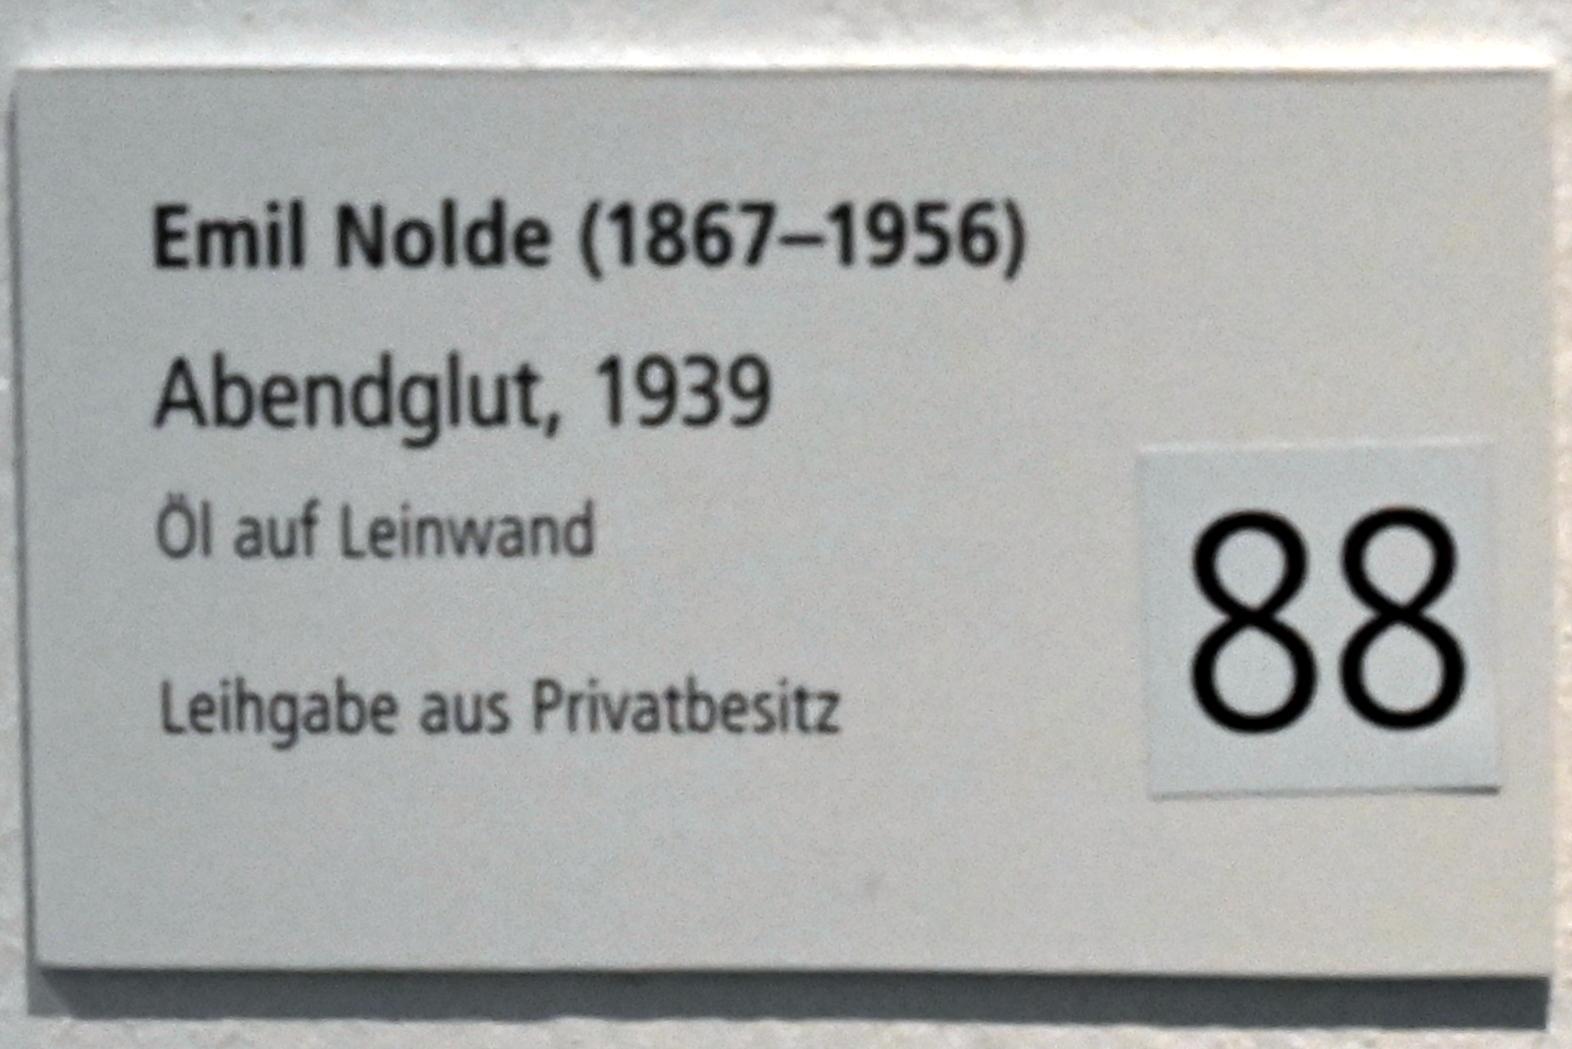 Emil Nolde (1867–1956)
Abendglut, 1939
Öl auf Leinwand
Leihgabe aus Privatbesitz
88